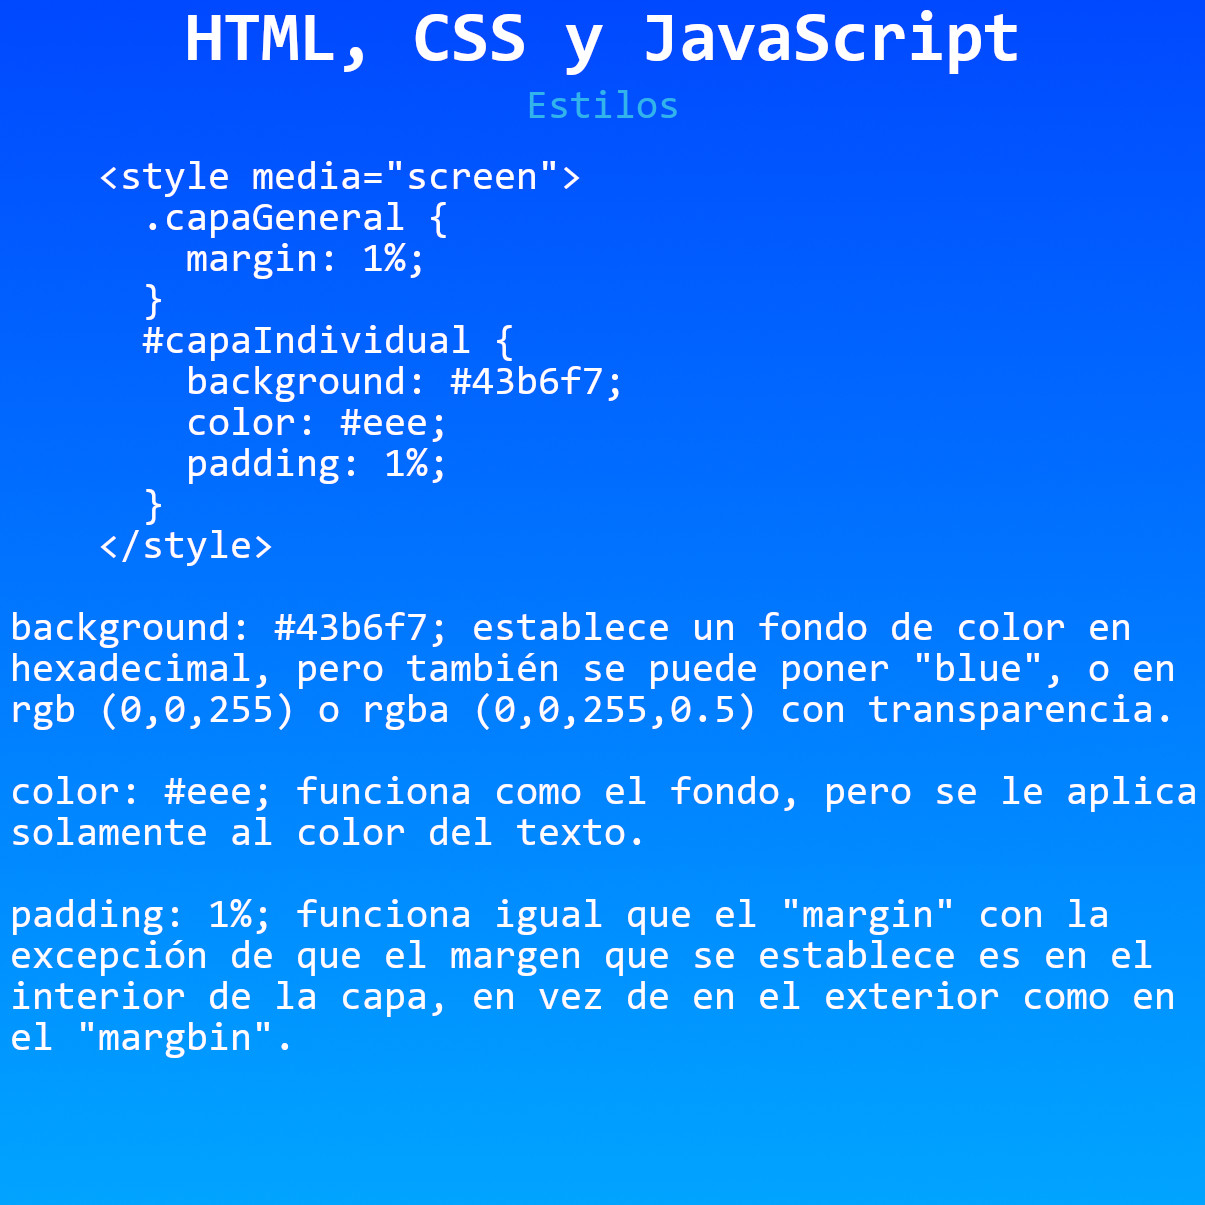 HTML, CSS y JavaScript
Estilos
<style media="screen">
.capaGeneral {
margin: 1%;
}
#capaIndividual {
background: #43b6f7;
color: #eee;
padding: 1%;
}
</style>
background: #43b6f7; establece un fondo de color en
hexadecimal, pero también se puede poner "blue", o en
rgb (0,0,255) o rgba (0,0,255,0.5) con transparencia.
color: #eee; funciona como el fondo, pero se le aplica
solamente al color del texto.
padding: 1%; funciona igual que el "margin" con la
excepción de que el margen que se establece es en el
interior de la capa, en vez de en el exterior como en
el "margbin".